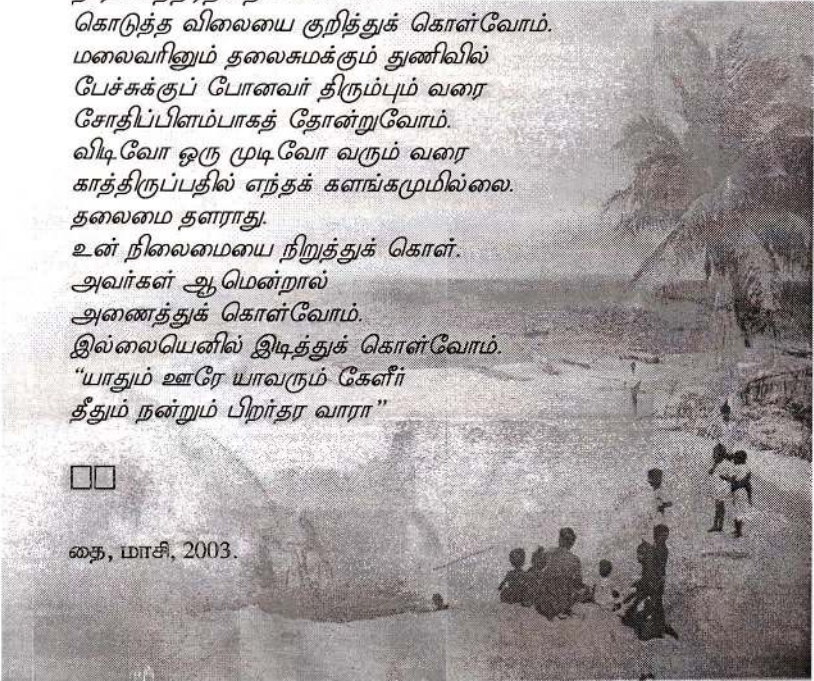 கொடுத்த விலையை குறித்துக் கொள்வோம்.
மலைவரினும் தலைசுமக்கும் துணிவில்
பேச்சுக்குப் போனவர் திரும்பும் வரை
சோதிப்பிளம்பாகத் தோன்றுவோம்.
விடிவோ ஒரு முடிவோ வரும் வரை
காத்திருப்பதில் எந்தக் களங்கமுமில்லை.
தலைமை தளராது.
உன் நிலைமையை நிறுத்துக் கொள்.
அவர்கள் ஆமென்றால்
அணைத்துக் கொள்வோம்.
இல்லையெனில் இடித்துக் கொள்வோம்.
“யாதும் ஊரே யாவரும் கேளீர்
தீதும் நன்றும் பிறர்தர வாரா”
தை, மாசி, 2003.